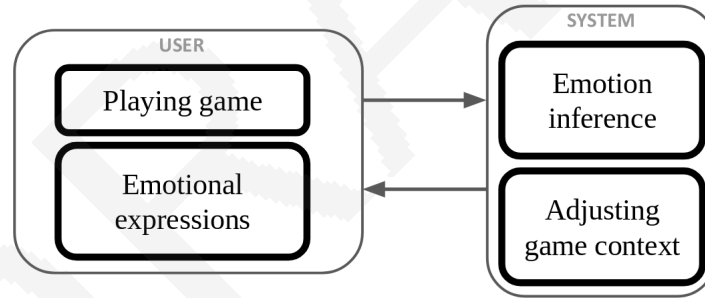 USER
Playing game
Emotional
expressions
SYSTEM
Emotion
inference
Adjusting
game context